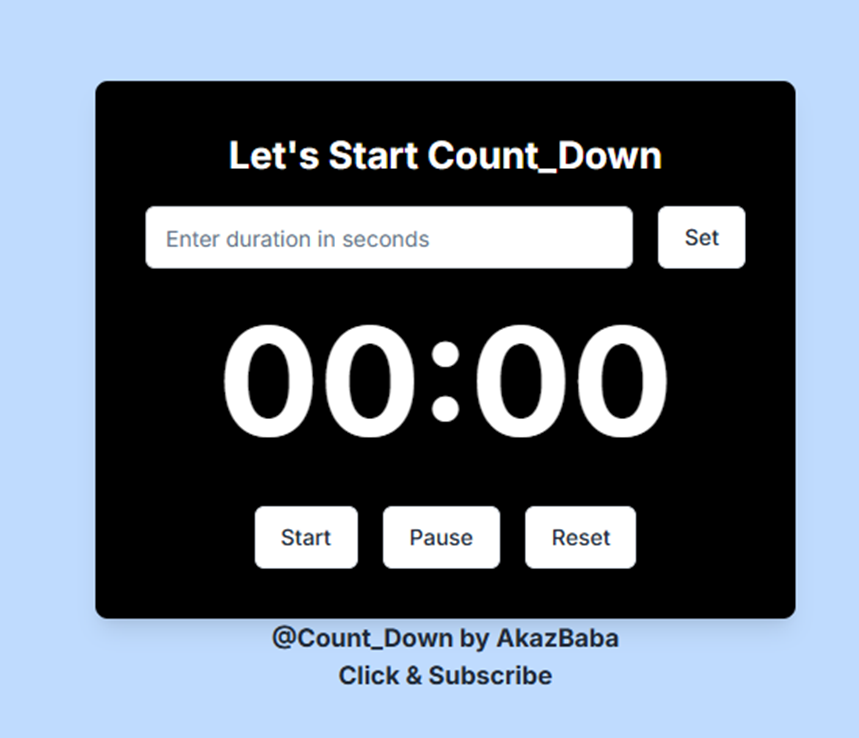 Let's Start Count_Down
Enter duration in seconds Set
00:00
Start Pause Reset
@Count_Down by AkazBaba
Click & Subscribe